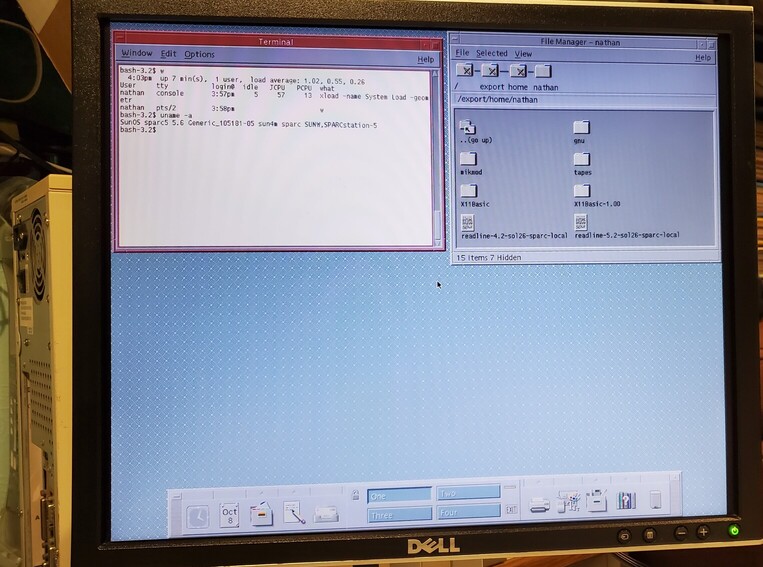 Terminal
Window Edit Options
Help
bash-3.2$ w
4:03pm up 7 min(s), 1 user, load average: 1.02, 0.55, 0.26
User tty login@ idle JCPU PCPU what
nathan console 3:57pm 5 57 13 xload -name System Load -geom
etr
nathan pts/2 3:58pm w
bash-3.2$ uname -a
SunOS sparc5 5.6 Generic_105181-05 sun4m sparc SUNW,SPARCstation-5
bash-3.2$
File Manager - nathan
File Selected View
Help
/ export home nathan
/export/home/nathan
..(go up)
gnu
mikmod
tapes
X11Basic
X11Basic-1.00
readline-4.2-sol26-sparc-local
readline-5.2-sol26-sparc-local
15 Items 7 Hidden
Oct
8
One
Two
Three
Four
EXIT
DELL